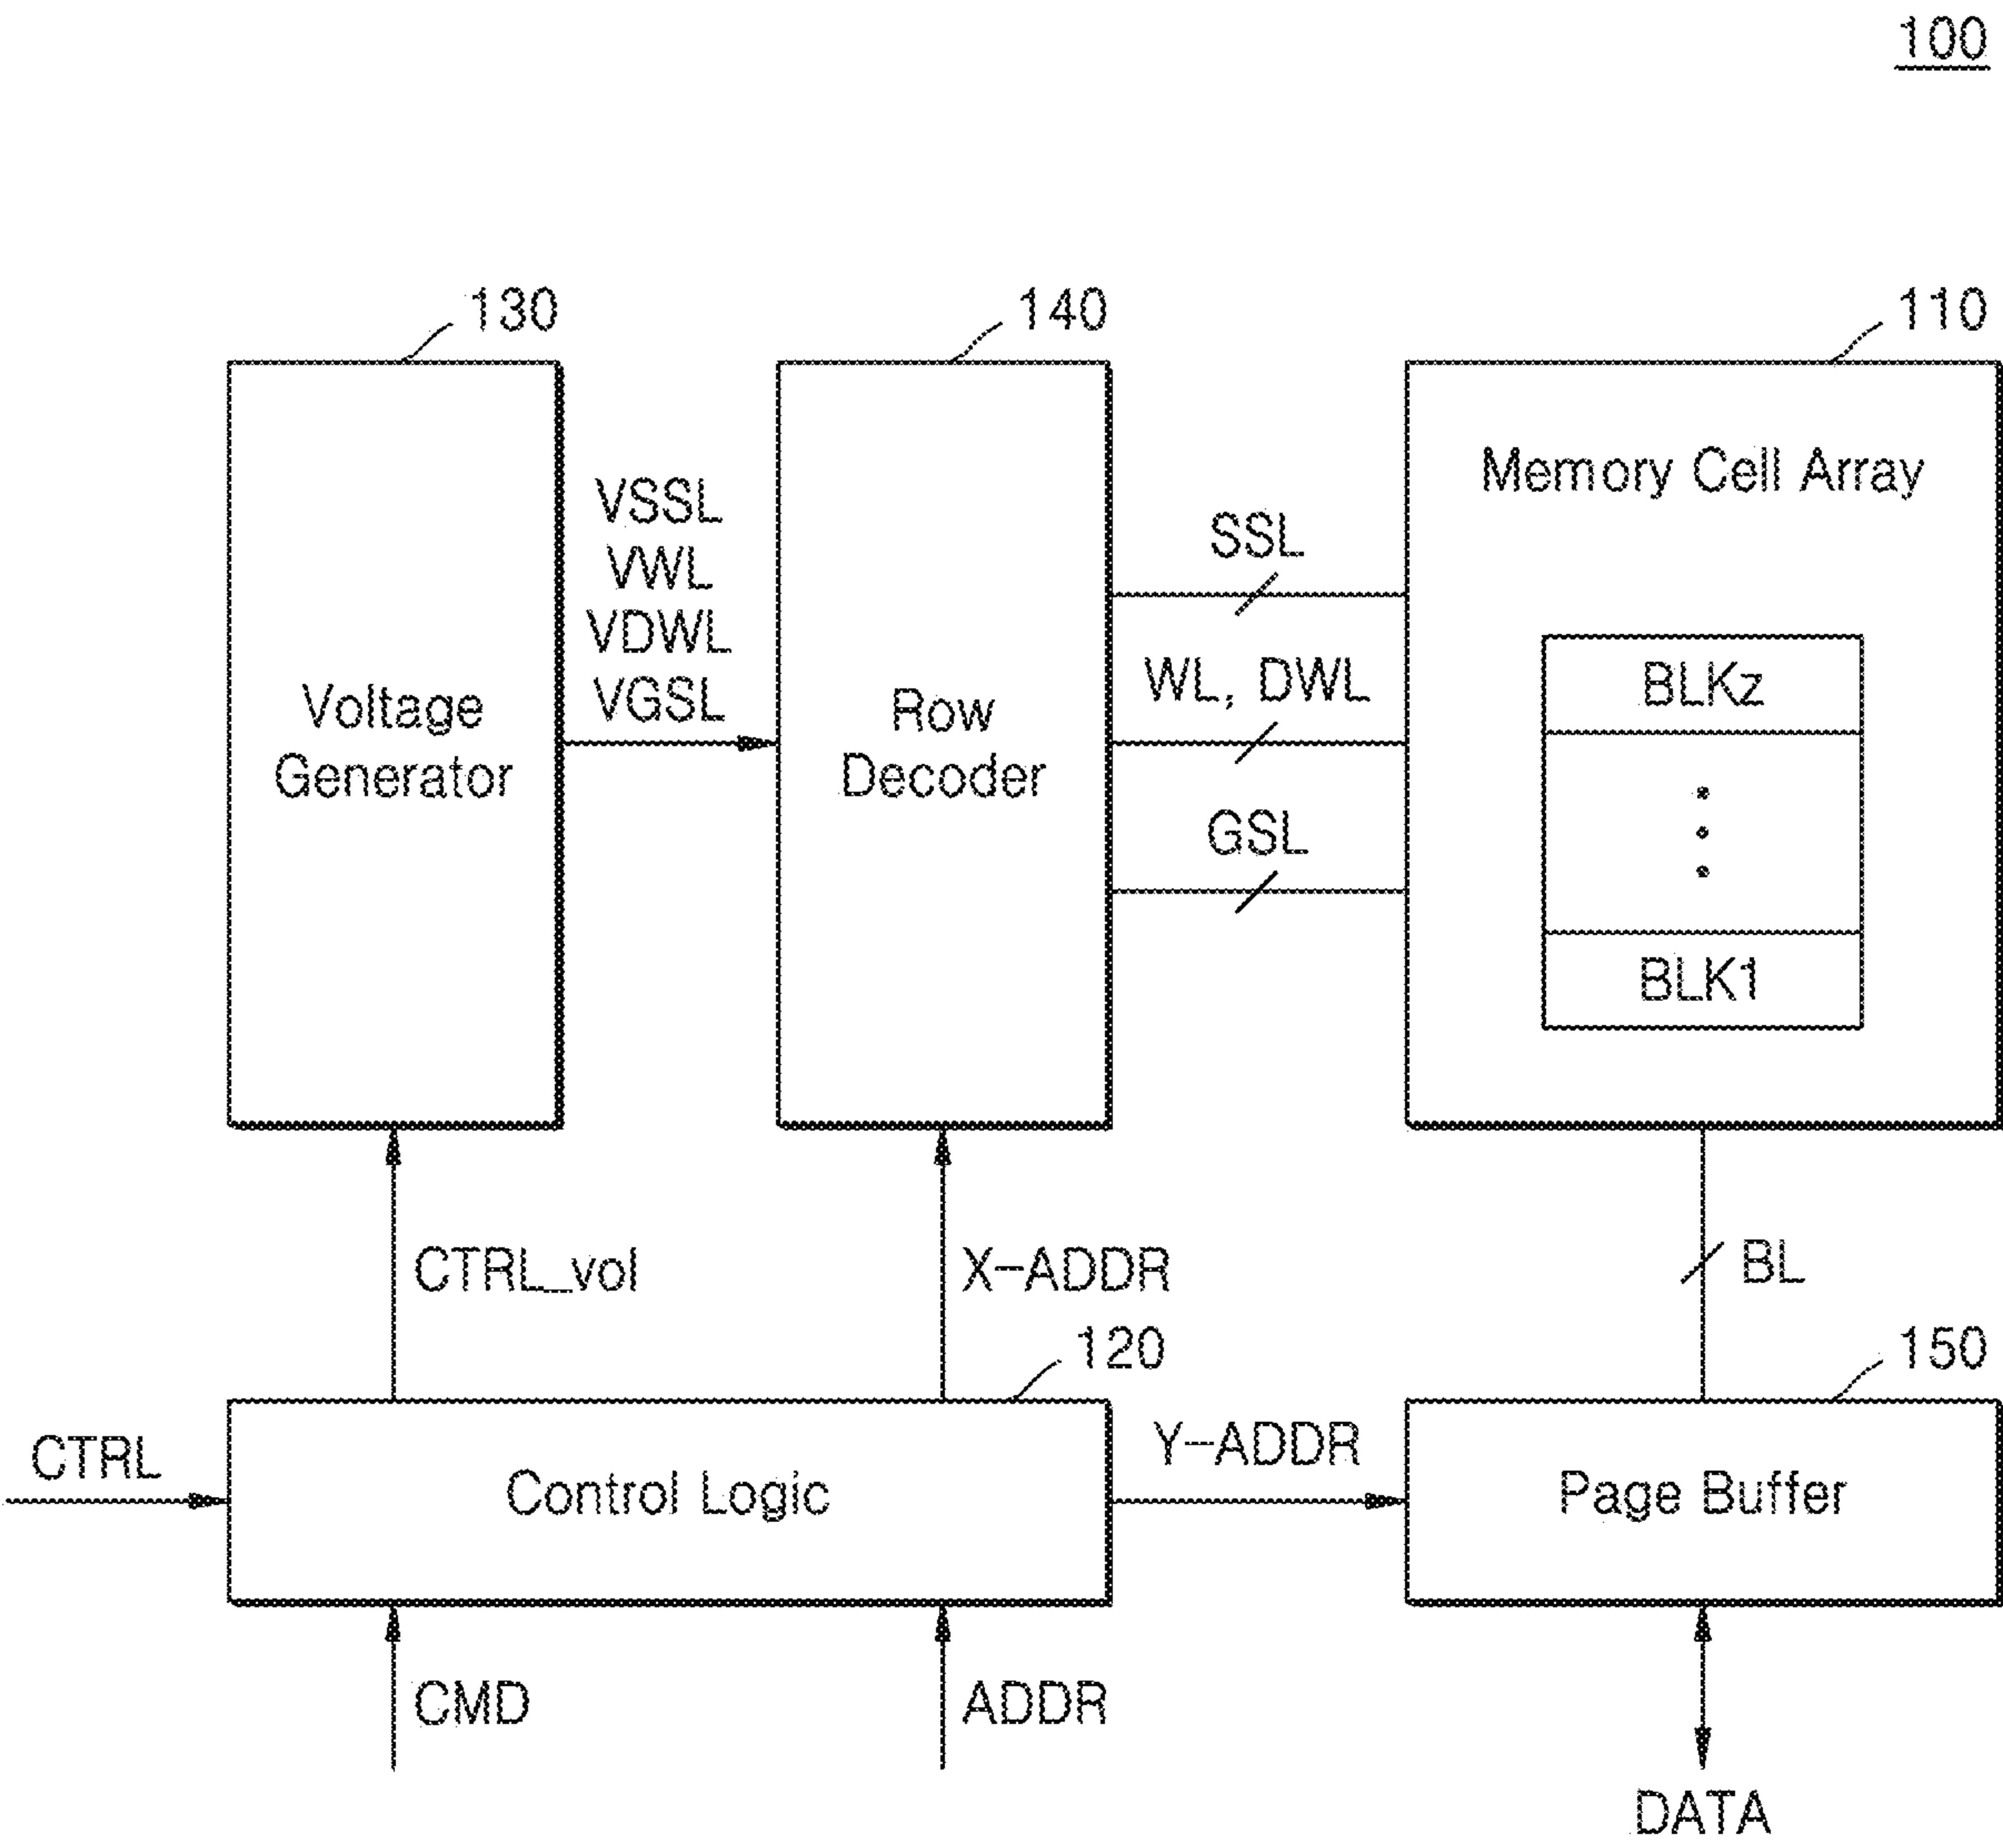 100
130
140
110
VSSL
VWL
VDWL
VGSL
Voltage
Generator
Row
Decoder
SSL
WL, DWL
GSL
Memory Cell Array
BLKz
BLK1
CTRL_vol
X-ADDR
BL
120
150
CTRL
Control Logic
Y-ADDR
Page Buffer
CMD
ADDR
DATA